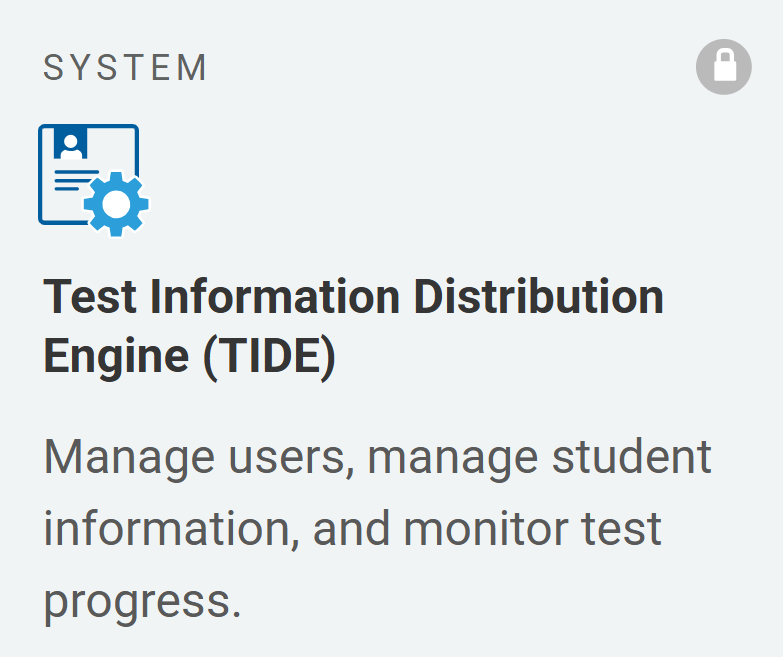 SYSTEM
Test Information Distribution
Engine (TIDE)
Manage users, manage student
information, and monitor test
progress.